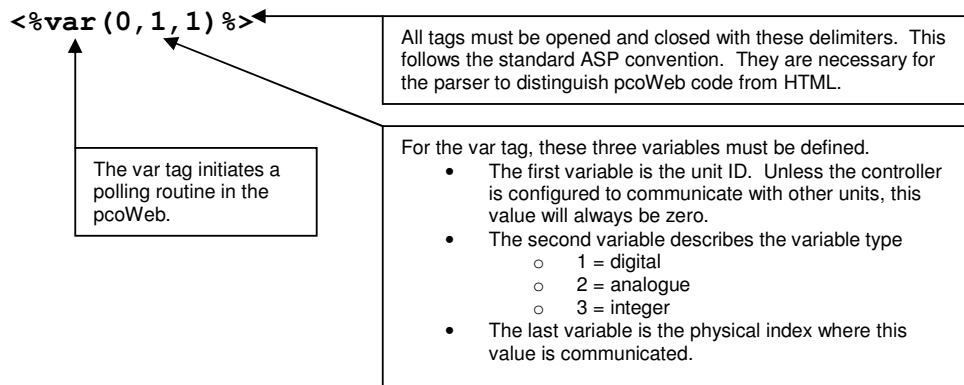 <%var(0,1,1)%>
All tags must be opened and closed with these delimiters.  This
follows the standard ASP convention.  They are necessary for
the parser to distinguish pcoWeb code from HTML.
The var tag initiates a
polling routine in the
pcoWeb.
For the var tag, these three variables must be defined.
• The first variable is the unit ID.  Unless the controller
is configured to communicate with other units, this
value will always be zero.
• The second variable describes the variable type
o 1 = digital
o 2 = analogue
o 3 = integer
• The last variable is the physical index where this
value is communicated.